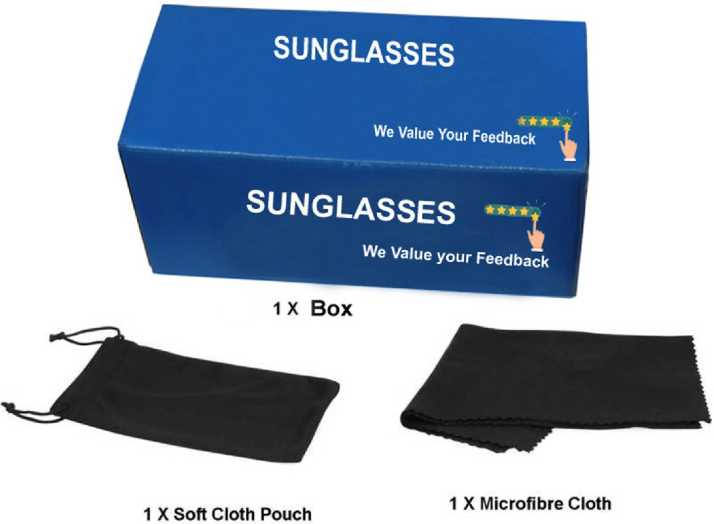 SUNGLASSES
We Value Your Feedback
SUNGLASSES
We Value your Feedback
1 X Box
1 X Soft Cloth Pouch
1 X Microfibre Cloth